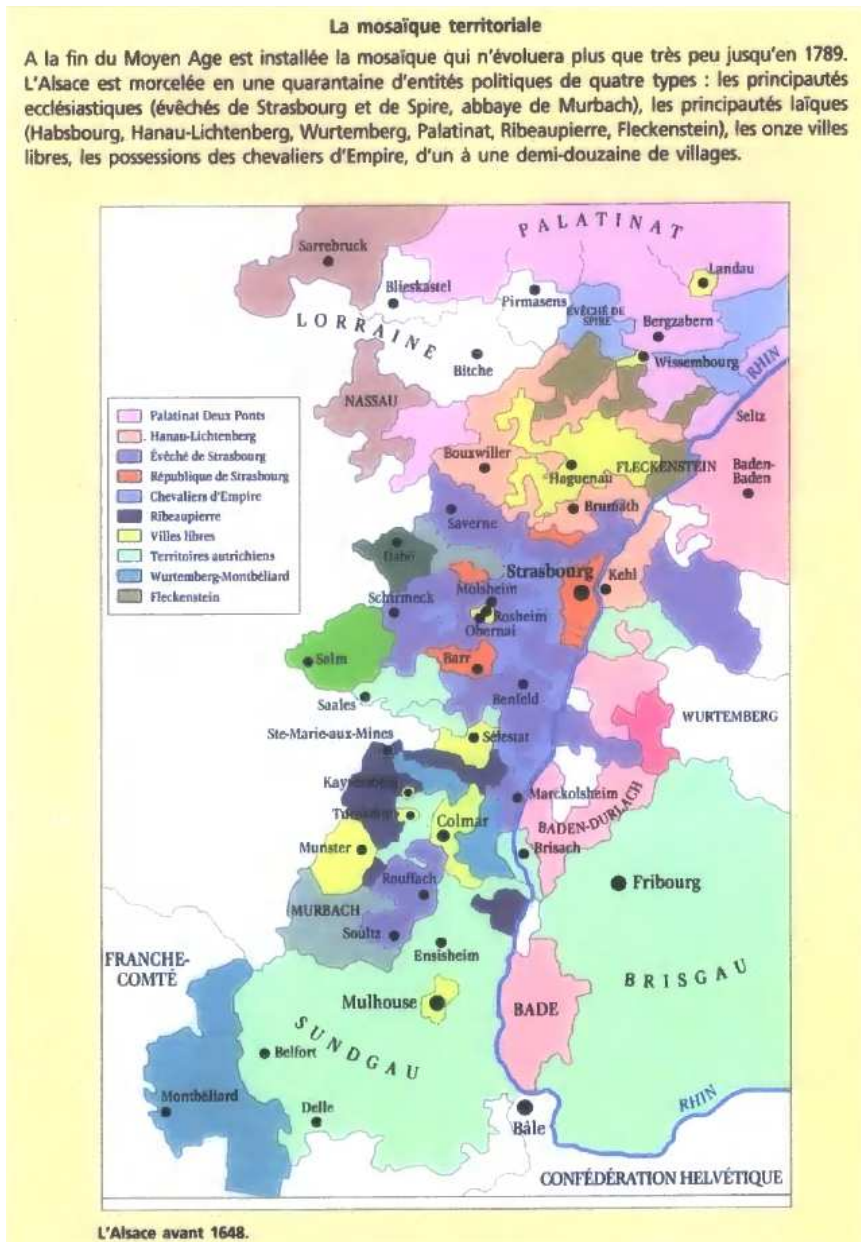 La mosaïque territoriale
A la fin du Moyen Age est installée la mosaïque qui n'évoluera plus que très peu jusqu'en 1789.
L'Alsace est morcelée en une quarantaine d'entités politiques de quatre types : les principautés
ecclésiastiques (évêchés de Strasbourg et de Spire, abbaye de Murbach), les principautés laïques
(Habsbourg, Hanau-Lichtenberg, Wurtemberg, Palatinat, Ribeaupierre, Fleckenstein), les onze villes
libres, les possessions des chevaliers d'Empire, d'un à une demi-douzaine de villages.
PALATINAT
Sarrebruck
Landau
Blieskastel
Pirmasens
ÉVÊCHÉ DE
SPIRE
Bergzabern
LORRAINE
Bitche
Wissembourg
RHIN
NASSAU
Seltz
Palatinat Deux Ponts
Hanau-Lichtenberg
Évêché de Strasbourg
République de Strasbourg
Chevaliers d'Empire
Ribeaupierre
Villes libres
Territoires autrichiens
Wurtemberg-Montbéliard
Fleckenstein
Bouxwiller
Haguenau
FLECKENSTEIN
Baden-
Baden
Brumath
Saverne
Dabo
Strasbourg
Kehl
Schirmeck
Molsheim
Rosheim
Obernai
Salm
Barr
Saales
Benfeld
WURTEMBERG
Ste-Marie-aux-Mines
Sélestat
Marckolsheim
BADEN-DURLACH
Colmar
Brisach
Munster
Rouffach
Fribourg
MURBACH
Soultz
Ensisheim
FRANCHE-
COMTÉ
BRISGAU
Mulhouse
BADE
SUNDGAU
Belfort
Montbéliard
Delle
RHIN
Bâle
CONFÉDÉRATION HELVÉTIQUE
L'Alsace avant 1648.